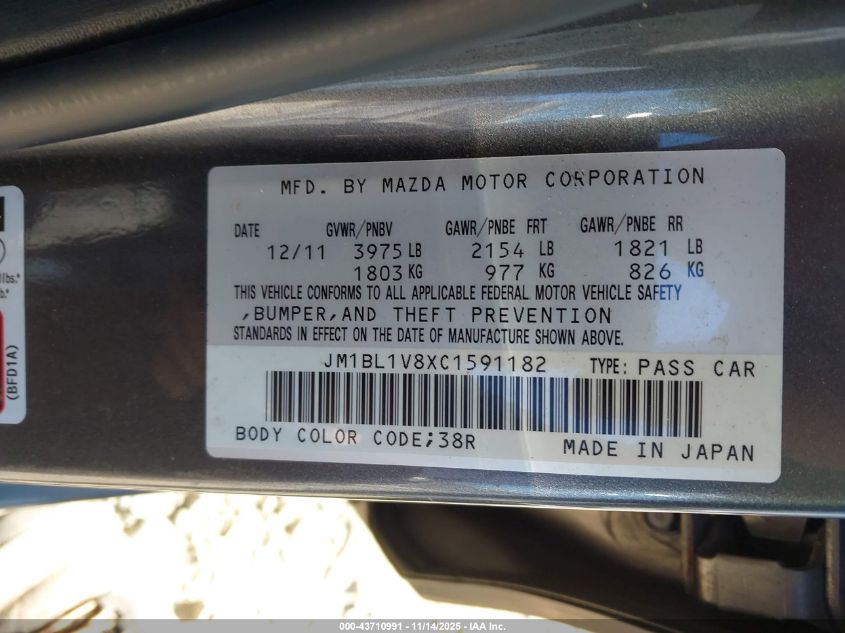 MFD. BY MAZDA MOTOR CORPORATION
DATE GVWR/PNBV GAWR/PNBE FRT GAWR/PNBE RR
12/11 3975 LB 2154 LB 1821 LB
1803 KG 977 KG 826 KG
THIS VEHICLE CONFORMS TO ALL APPLICABLE FEDERAL MOTOR VEHICLE SAFETY
,BUMPER,AND THEFT PREVENTION
STANDARDS IN EFFECT ON THE DATE OF MANUFACTURE SHOWN ABOVE.
JM1BL1V8XC1591182 TYPE: PASS CAR
BODY COLOR CODE;38R MADE IN JAPAN
lbs.*
b.*
(BFD1A)
000-43710991 - 11/14/2025 - IAA Inc.